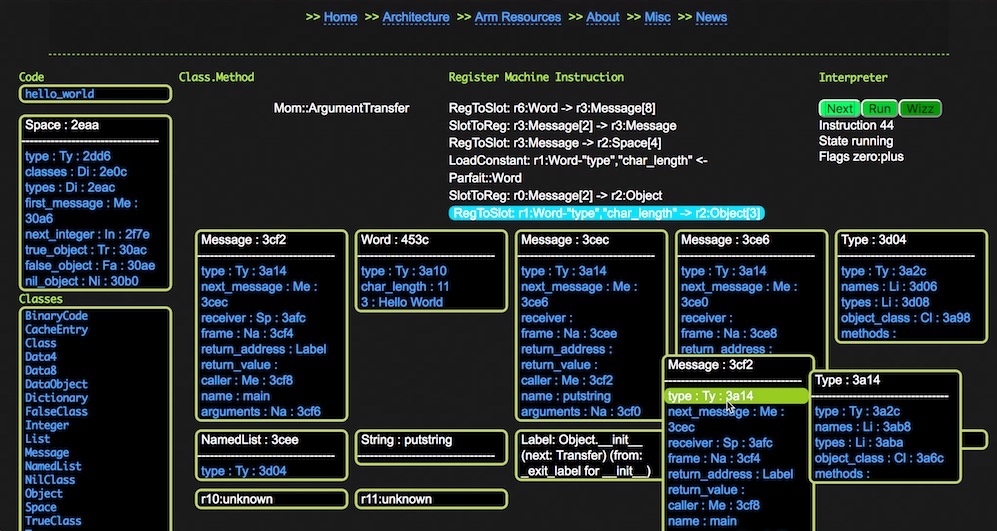 >> Home >> Architecture >> Arm Resources >> About >> Misc >> News
Code
hello_world
Space : 2eaa
type : Ty : 2dd6
classes : Di : 2e0c
types : Di : 2eac
first_message : Me :
30a6
next_integer : In : 2f7e
true_object : Tr : 30ac
false_object : Fa : 30ae
nil_object : Ni : 30b0
Classes
BinaryCode
CacheEntry
Class
Data4
Data8
DataObject
Dictionary
FalseClass
Integer
List
Message
NamedList
NilClass
Object
Space
TrueClass
Class.Method
Mom::ArgumentTransfer
Register Machine Instruction
RegToSlot: r6:Word -> r3:Message[8]
SlotToReg: r3:Message[2] -> r3:Message
RegToSlot: r3:Message -> r2:Space[4]
LoadConstant: r1:Word-"type","char_length" <-
Parfait::Word
SlotToReg: r0:Message[2] -> r2:Object
RegToSlot: r1:Word-"type","char_length" -> r2:Object[3]
Interpreter
Next Run Wizz
Instruction 44
State running
Flags zero:plus
Message : 3cf2
type : Ty : 3a14
next_message : Me :
3cec
receiver : Sp : 3afc
frame : Na : 3cf4
return_address : Label
return_value :
caller : Me : 3cf8
name : main
arguments : Na : 3cf6
Word : 453c
type : Ty : 3a10
char_length : 11
3 : Hello World
Message : 3cec
type : Ty : 3a14
next_message : Me :
3ce6
receiver :
frame : Na : 3cee
return_address :
return_value :
caller : Me : 3cf2
name : putstring
arguments : Na : 3cf0
Message : 3ce6
type : Ty : 3a14
next_message : Me :
3ce0
receiver :
frame : Na : 3ce8
return_address :
Type : 3d04
type : Ty : 3a2c
names : Li : 3d06
types : Li : 3d08
object_class : Cl : 3a98
methods :
NamedList : 3cee
type : Ty : 3d04
String : putstring
Label: Object.__init__
(next: Transfer) (from:
_exit_label for __init__)
r10:unknown
r11:unknown
Message : 3cf2
type : Ty : 3a14
next_message : Me :
3cec
receiver : Sp : 3afc
frame : Na : 3cf4
return_address : Label
return_value :
caller : Me : 3cf8
name : main
Type : 3a14
type : Ty : 3a2c
names : Li : 3ab8
types : Li : 3aba
object_class : Cl : 3a6c
methods :